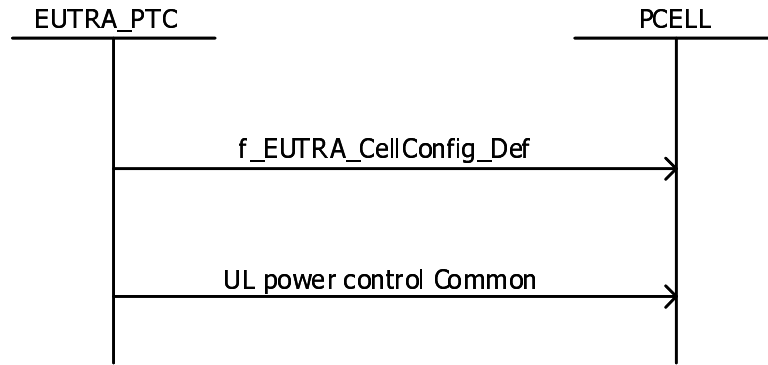 EUTRA_PTC
PCELL
f_EUTRA_CellConfig_Def
UL power control Common